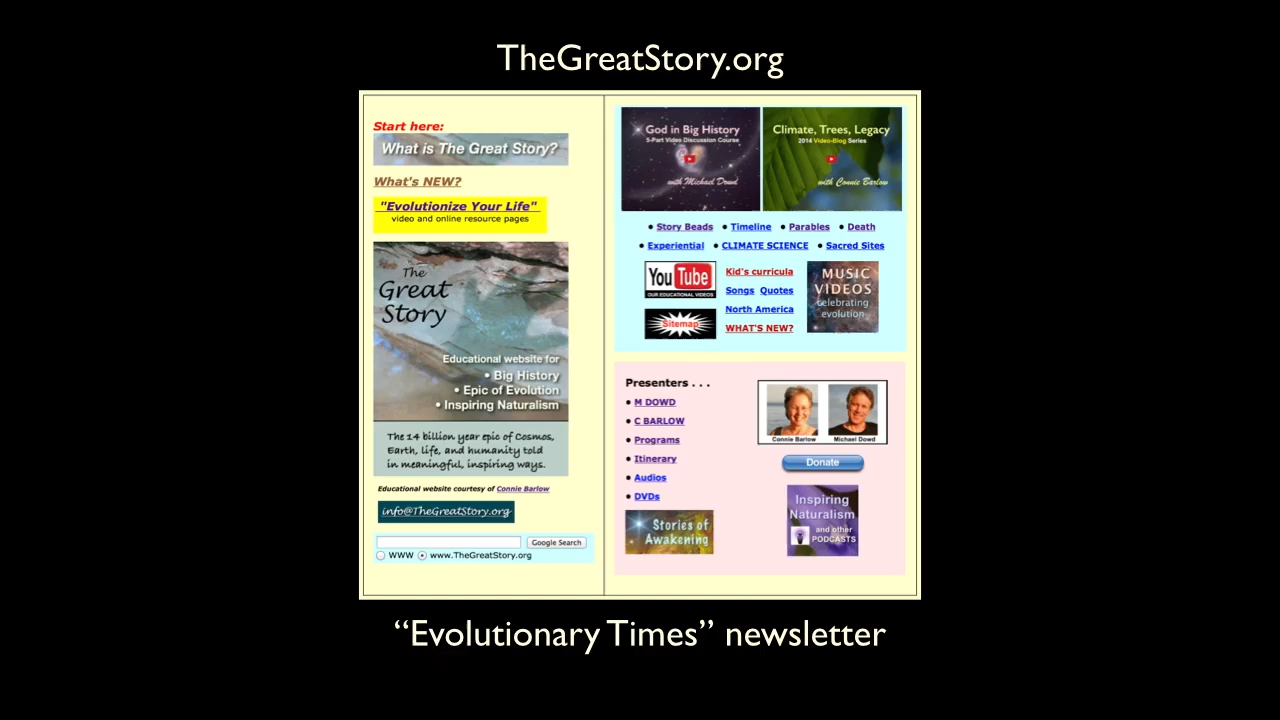 TheGreatStory.org
Start here:
What is The Great Story?
What's NEW?
"Evolutionize Your Life"
video and online resource pages
The
Great
Story
Educational website for
• Big History
• Epic of Evolution
• Inspiring Naturalism
The 14 billion year epic of Cosmos,
Earth, life, and humanity told
in meaningful, inspiring ways.
Educational website courtesy of Connie Barlow
info@TheGreatStory.org
Google Search
WWW www.TheGreatStory.org
God in Big History
5-Part Video Discussion Course
with Michael Dowd
Climate, Trees, Legacy
2014 Video-Blog Series
with Connie Barlow
• Story Beads • Timeline • Parables • Death
• Experiential • CLIMATE SCIENCE • Sacred Sites
YouTube
OUR EDUCATIONAL VIDEOS
Sitemap
Kid's curricula
Songs Quotes
North America
WHAT'S NEW?
MUSIC
VIDEOS
celebrating
evolution
Presenters . . .
• M DOWD
• C BARLOW
• Programs
• Itinerary
• Audios
• DVDs
Stories of
Awakening
Connie Barlow Michael Dowd
Donate
Inspiring
Naturalism
and other
PODCASTS
“Evolutionary Times” newsletter